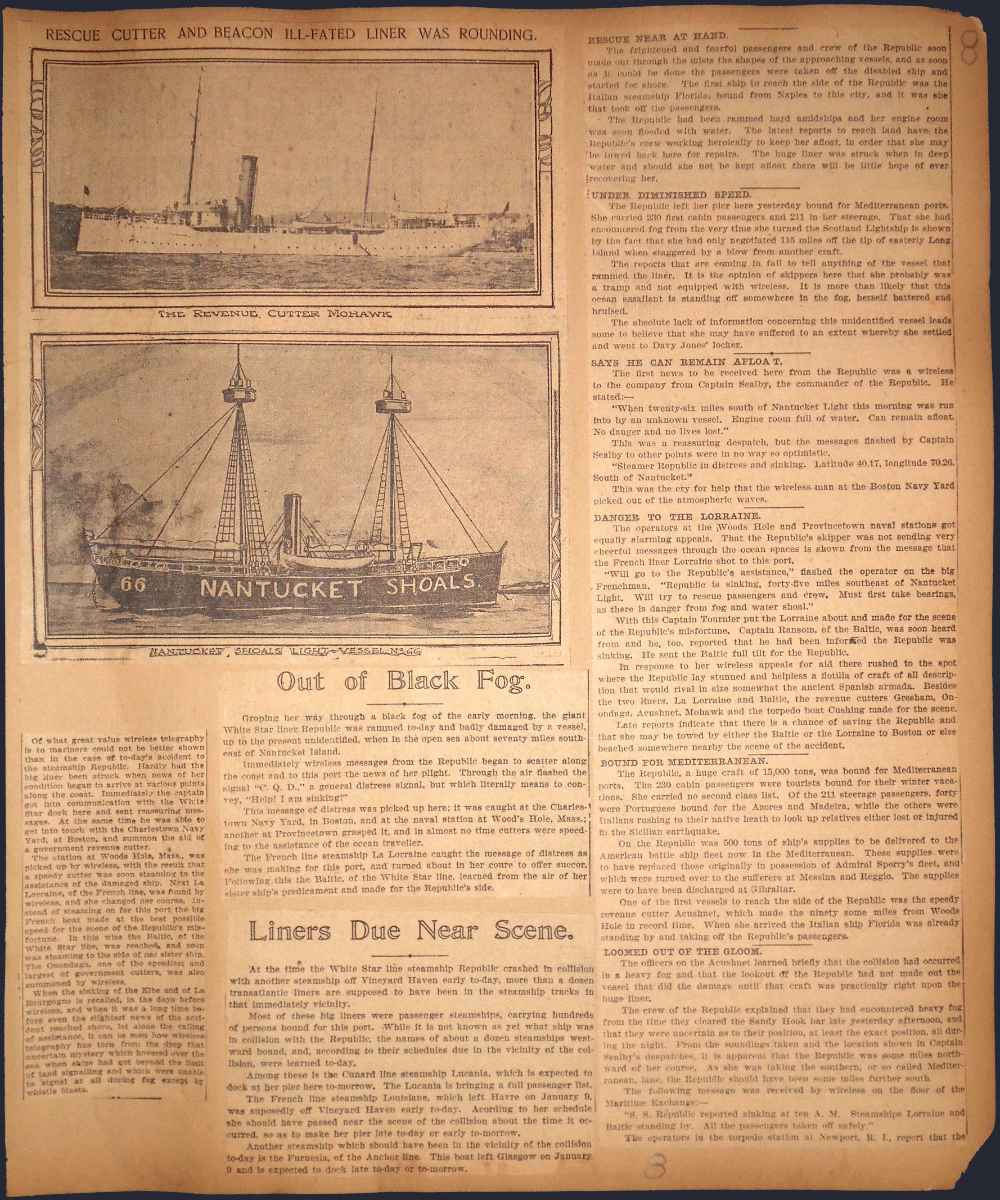 RESCUE CUTTER AND BEACON ILL-FATED LINER WAS ROUNDING.
THE REVENUE CUTTER MOHAWK
66 NANTUCKET SHOALS
NANTUCKET SHOALS LIGHT-VESSEL No 66
Of what great value wireless telegraphy
is to mariners could not be better shown
than in the case of to-day's accident to
the steamship Republic. Hardly had the
big liner been struck when news of her
condition began to arrive at various points
along the coast. Immediately the captain
got into communication with the White
Star dock here and sent reassuring mes-
sages. At the same time he was able to
get into touch with the Charlestown Navy
Yard, at Boston, and summon the aid of
a government revenue cutter.
The station at Woods Hole, Mass., was
picked up by wireless, with the result that
a speedy cutter was soon steaming to the
assistance of the damaged ship. Next La
Lorraine, of the French line, was found by
wireless, and she changed her course. In-
stead of steaming on for this port the big
French boat made at the best possible
speed for the scene of the Republic's mis-
fortune. In this wise the Baltic, of the
White Star line, was reached, and soon
was steaming to the side of her sister ship.
The Onondaga, one of the speediest and
largest of government cutters, was also
summoned by wireless.
When the sinking of the Elbe and of La
Bourgogne is recalled, in the days before
wireless, and when it was a long time be-
fore even the slightest news of the acci-
dent reached shore, let alone the calling
of assistance, it can be seen how wireless
telegraphy has torn from the deep that
uncertain mystery which hovered over the
sea when ships had got beyond the limit
of land signalling and which were unable
to signal at all during fog except by
whistle blasts.
Out of Black Fog.
Groping her way through a black fog of the early morning, the giant
White Star liner Republic was rammed to-day and badly damaged by a vessel,
up to the present unidentified, when in the open sea about seventy miles south-
east of Nantucket Island.
Immediately wireless messages from the Republic began to scatter along
the coast and to this port the news of her plight. Through the air flashed the
signal "C. Q. D.," a general distress signal, but which literally means to con-
vey, "Help! I am sinking!"
This message of distress was picked up here; it was caught at the Charles-
town Navy Yard, in Boston, and at the naval station at Wood's Hole, Mass.;
another at Provincetown grasped it, and in almost no time cutters were speed-
ing to the assistance of the ocean traveller.
The French line steamship La Lorraine caught the message of distress as
she was making for this port, and turned about in her course to offer succor.
Following this the Baltic, of the White Star line, learned from the air of her
sister ship's predicament and made for the Republic's side.
Liners Due Near Scene.
At the time the White Star line steamship Republic crashed in collision
with another steamship off Vineyard Haven early to-day, more than a dozen
transatlantic liners are supposed to have been in the steamship tracks in
that immediately vicinity.
Most of these big liners were passenger steamships, carrying hundreds
of persons bound for this port. While it is not known as yet what ship was
in collision with the Republic, the names of about a dozen steamships west-
ward bound, and, according to their schedules due in the vicinity of the col-
lision, were learned to-day.
Among these is the Cunard line steamship Lucania, which is expected to
dock at her pier here to-morrow. The Lucania is bringing a full passenger list.
The French line steamship Louisiane, which left Havre on January 9,
was suposedly off Vineyard Haven early to-day. Acording to her schedule
she should have passed near the scene of the collision about the time it oc-
curred, so as to make her pier late to-day or early to-morrow.
Another steamship which should have been in the vicinity of the collision
to-day is the Furnesia, of the Anchor line. This boat left Glasgow on January
9 and is expected to dock late to-day or to-morrow.
RESCUE NEAR AT HAND.
The frightened and fearful passengers and crew of the Republic soon
made out through the mists the shapes of the approaching vessels, and as soon
as it could be done the passengers were taken off the disabled ship and
started for shore. The first ship to reach the side of the Republic was the
Italian steamship Florida, bound from Naples to this city, and it was she
that took off the passengers.
The Republic had been rammed hard amidships and her engine room
was soon flooded with water. The latest reports to reach land have the
Republic's crew working heroically to keep her afloat, in order that she may
be towed back here for repairs. The huge liner was struck when in deep
water and should she not be kept afloat there will be little hope of ever
recovering her.
UNDER DIMINISHED SPEED.
The Republic left her pier here yesterday bound for Mediterranean ports.
She carried 230 first cabin passengers and 211 in her steerage. That she had
encountered fog from the very time she turned the Scotland Lightship is shown
by the fact that she had only negotiated 115 miles off the tip of easterly Long
Island when staggered by a blow from another craft.
The reports that are coming in fail to tell anything of the vessel that
rammed the liner. It is the opinion of skippers here that she probably was
a tramp and not equipped with wireless. It is more than likely that this
ocean assailant is standing off somewhere in the fog, herself battered and
bruised.
The absolute lack of information concerning this unidentified vessel leads
some to believe that she may have suffered to an extent whereby she settled
and went to Davy Jones' locker.
SAYS HE CAN REMAIN AFLOAT.
The first news to be received here from the Republic was a wireless
to the company from Captain Sealby, the commander of the Republic. He
stated:—
"When twenty-six miles south of Nantucket Light this morning was run
into by an unknown vessel. Engine room full of water. Can remain afloat.
No danger and no lives lost."
This was a reassuring despatch, but the messages flashed by Captain
Sealby to other points were in no way so optimistic.
"Steamer Republic in distress and sinking. Latitude 40.17, longitude 70.26,
South of Nantucket."
This was the cry for help that the wireless man at the Boston Navy Yard
picked out of the atmospheric waves.
DANGER TO THE LORRAINE.
The operators at the Woods Hole and Provincetown naval stations got
equally alarming appeals. That the Republic's skipper was not sending very
cheerful messages through the ocean spaces is shown from the message that
the French liner Lorraine shot to this port.
"Will go to the Republic's assistance," flashed the operator on the big
Frenchman. "Republic is sinking, forty-five miles southeast of Nantucket
Light. Will try to rescue passengers and crew. Must first take bearings,
as there is danger from fog and water shoal."
With this Captain Tournier put the Lorraine about and made for the scene
of the Republic's misfortune. Captain Ransom, of the Baltic, was soon heard
from and he, too, reported that he had been informed the Republic was
sinking. He sent the Baltic full tilt for the Republic.
In response to her wireless appeals for aid there rushed to the spot
where the Republic lay stunned and helpless a flotilla of craft of all descrip-
tion that would rival in size somewhat the ancient Spanish armada. Besides
the two liners, La Lorraine and Baltic, the revenue cutters Gresham, On-
ondaga, Acushnet, Mohawk and the torpedo boat Cushing made for the scene.
Late reports indicate that there is a chance of saving the Republic and
that she may be towed by either the Baltic or the Lorraine to Boston or else
beached somewhere nearby the scene of the accident.
BOUND FOR MEDITERRANEAN.
The Republic, a huge craft of 15,000 tons, was bound for Mediterranean
ports. The 230 cabin passengers were tourists bound for their winter vaca-
tions. She carried no second class list. Of the 211 steerage passengers, forty
were Portuguese bound for the Azores and Madeira, while the others were
Italians rushing to their native heath to look up relatives either lost or injured
in the Sicilian earthquake.
On the Republic was 500 tons of ship's supplies to be delivered to the
American battle ship fleet now in the Mediterranean. These supplies were
to have replaced those originally in possession of Admiral Sperry's fleet, and
which were turned over to the sufferers at Messina and Reggio. The supplies
were to have been discharged at Gibraltar.
One of the first vessels to reach the side of the Republic was the speedy
revenue cutter Acushnet, which made the ninety some miles from Woods
Hole in record time. When she arrived the Italian ship Florida was already
standing by and taking off the Republic's passengers.
LOOMED OUT OF THE GLOOM.
The officers on the Acushnet learned briefly that the collision had occurred
in a heavy fog and that the lookout off the Republic had not made out the
vessel that did the damage until that craft was practically right upon the
huge liner.
The crew of the Republic explained that they had encountered heavy fog
from the time they cleared the Sandy Hook bar late yesterday afternoon, and
that they were uncertain as to their position, at least the exact position, all dur-
ing the night. From the soundings taken and the location shown in Captain
Sealby's despatches, it is apparent that the Republic was some miles north-
ward of her course. As she was taking the southern, or so called Mediter-
ranean, lane, the Republic should have been some miles further south.
The following message was received by wireless on the floor of the
Maritime Exchange:—
"S. S. Republic reported sinking at ten A. M. Steamships Lorraine and
Baltic standing by. All the passengers taken off safely."
The operators in the torpedo station at Newport, R. I., report that the
8
8